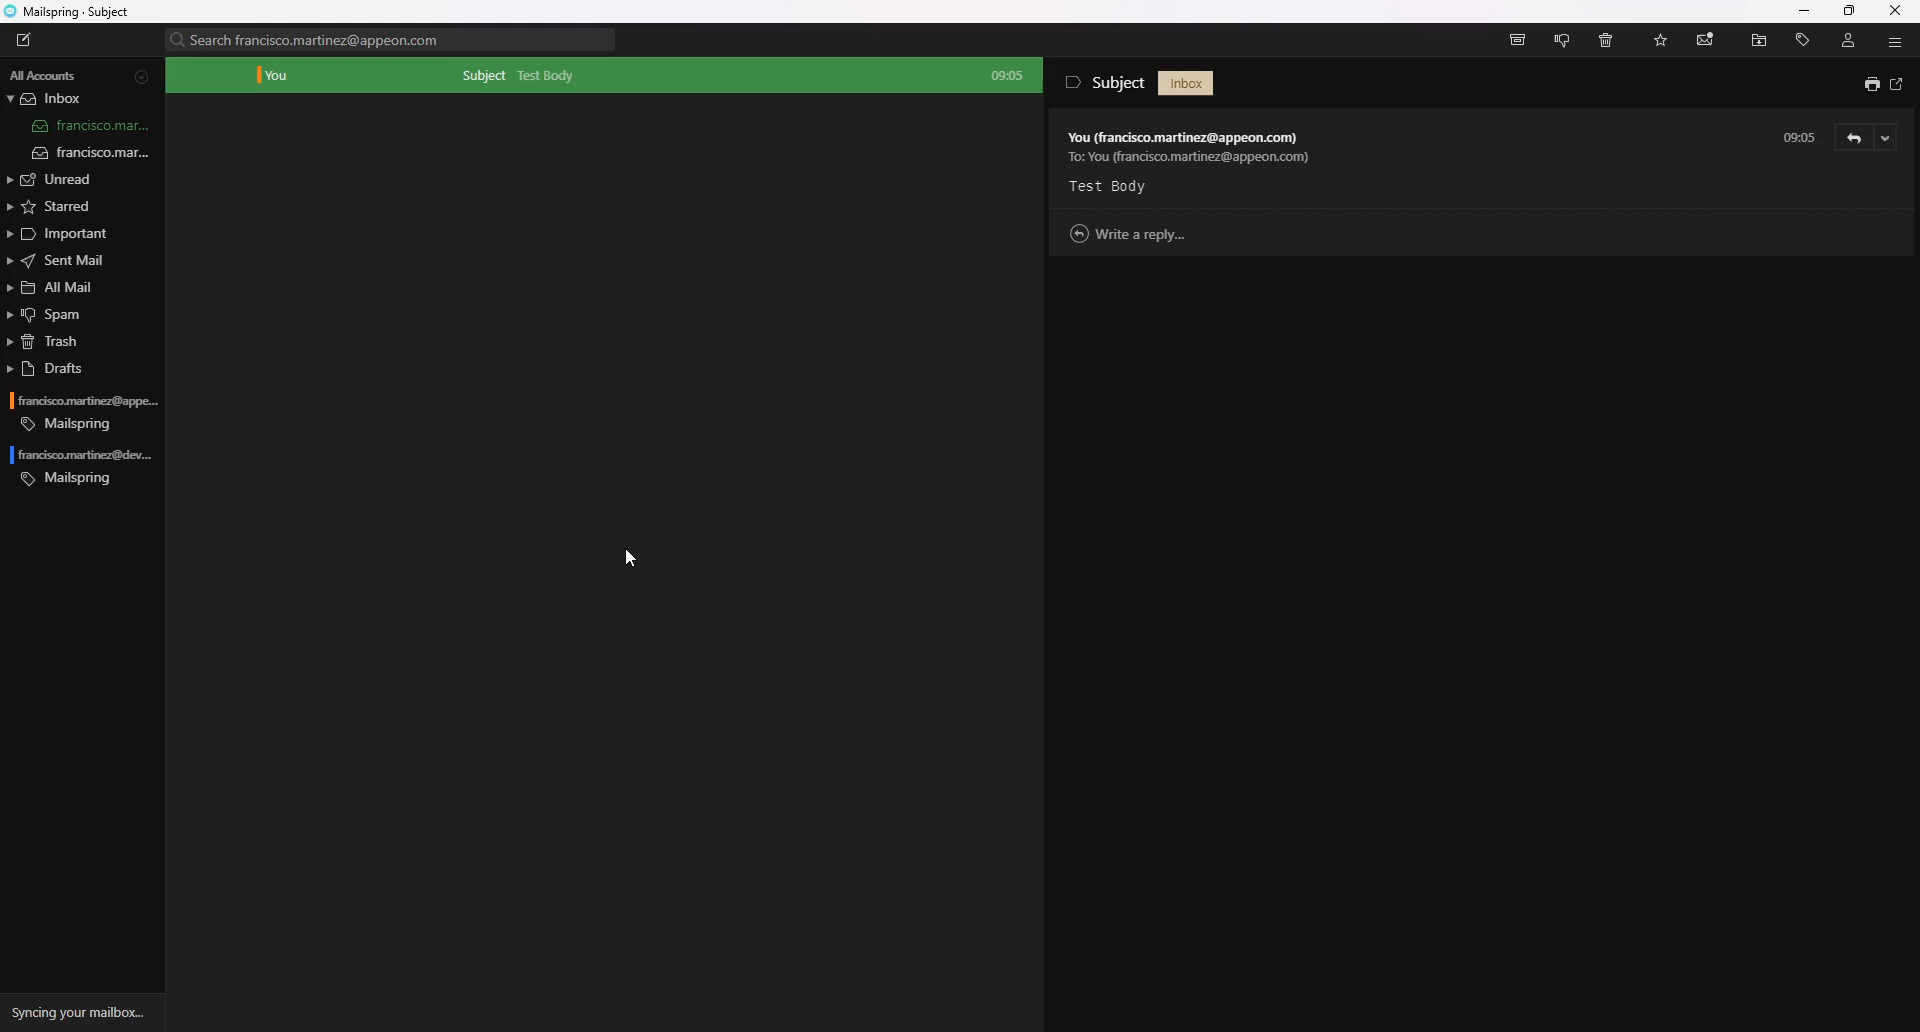 Mailspring · Subject
Search francisco.martinez@appeon.com
All Accounts
Inbox
francisco.mar...
francisco.mar...
Unread
Starred
Important
Sent Mail
All Mail
Spam
Trash
Drafts
francisco.martinez@appe...
Mailspring
francisco.martinez@dev...
Mailspring
Syncing your mailbox...
You Subject Test Body 09:05
Subject Inbox
You (francisco.martinez@appeon.com) 09:05
To: You (francisco.martinez@appeon.com)
Test Body
Write a reply...